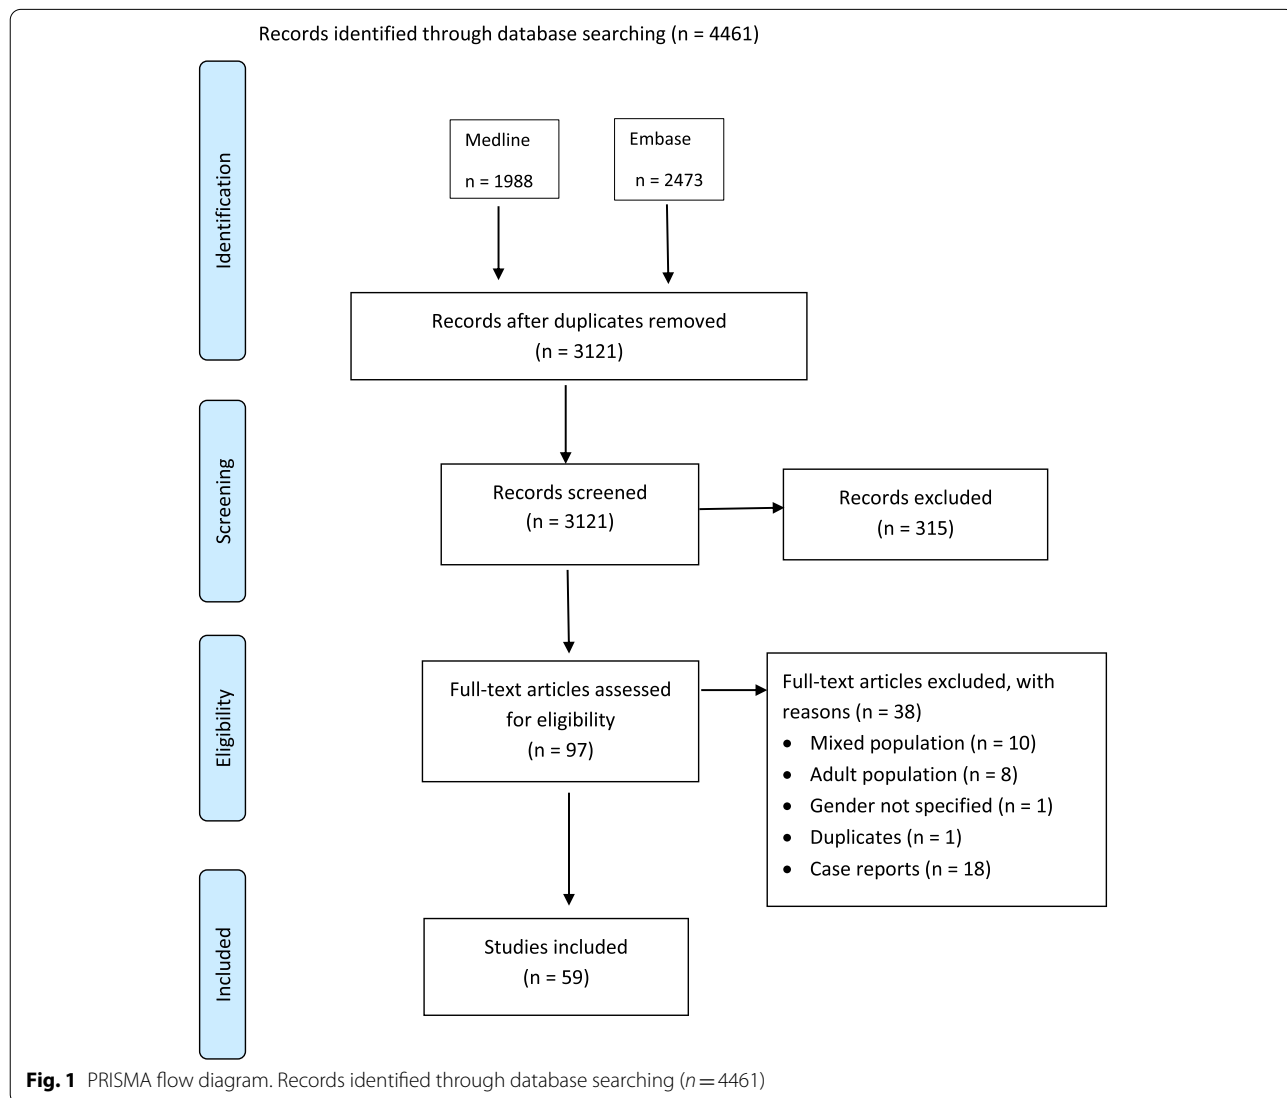 Records identified through database searching (n = 4461)
Identification
Medline
n = 1988
Embase
n = 2473
Records after duplicates removed
(n = 3121)
Screening
Records screened
(n = 3121)
Records excluded
(n = 315)
Eligibility
Full-text articles assessed
for eligibility
(n = 97)
Full-text articles excluded, with
reasons (n = 38)
• Mixed population (n = 10)
• Adult population (n = 8)
• Gender not specified (n = 1)
• Duplicates (n = 1)
• Case reports (n = 18)
Included
Studies included
(n = 59)
Fig. 1 PRISMA flow diagram. Records identified through database searching (n = 4461)